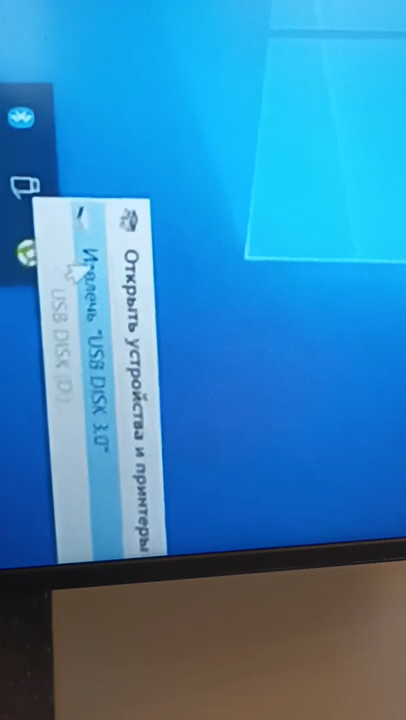 Открыть устройства и принтеры
Извлечь "USB DISK 3.0"
USB DISK (D:)